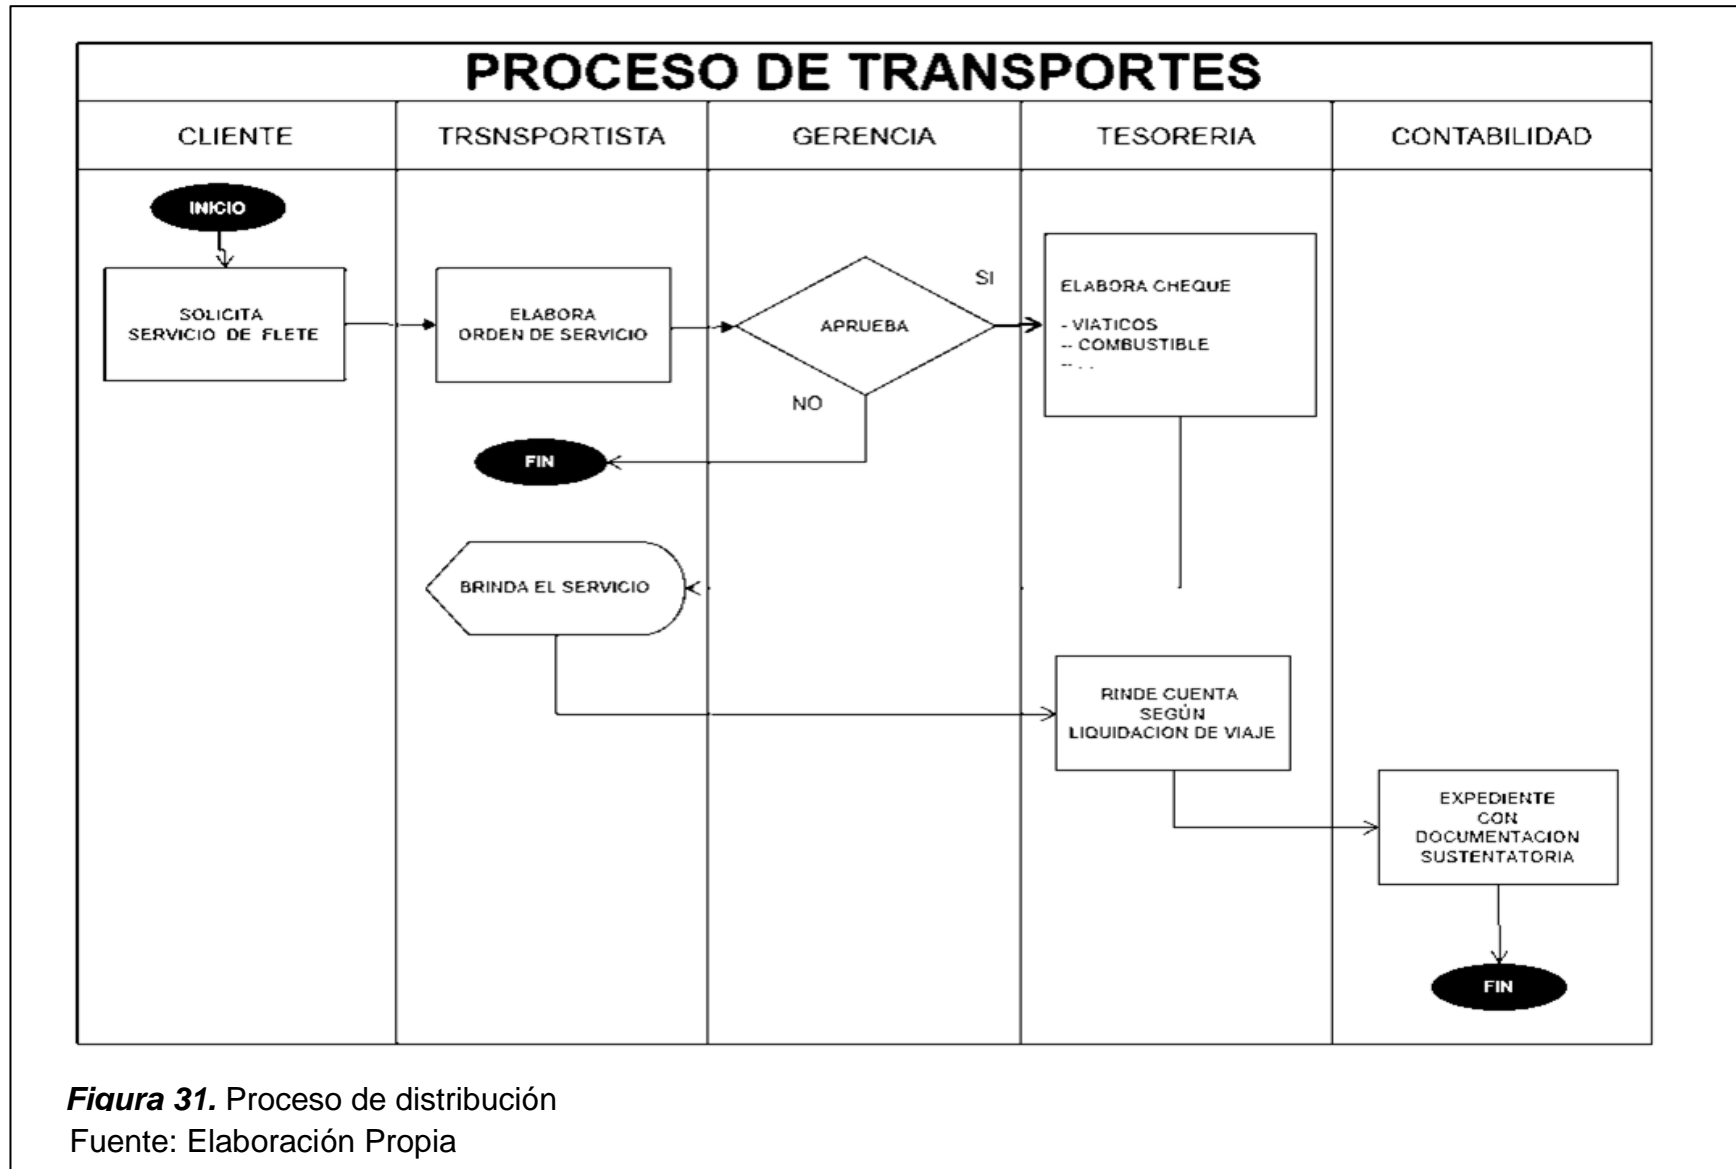 PROCESO DE TRANSPORTES
CLIENTE
TRSNSPORTISTA
GERENCIA
TESORERIA
CONTABILIDAD
INICIO
SOLICITA
SERVICIO DE FLETE
ELABORA
ORDEN DE SERVICIO
APRUEBA
SI
NO
ELABORA CHEQUE
- VIATICOS
-- COMBUSTIBLE
-- . .
FIN
BRINDA EL SERVICIO
RINDE CUENTA
SEGÚN
LIQUIDACION DE VIAJE
EXPEDIENTE
CON
DOCUMENTACION
SUSTENTATORIA
FIN
Figura 31. Proceso de distribución
Fuente: Elaboración Propia